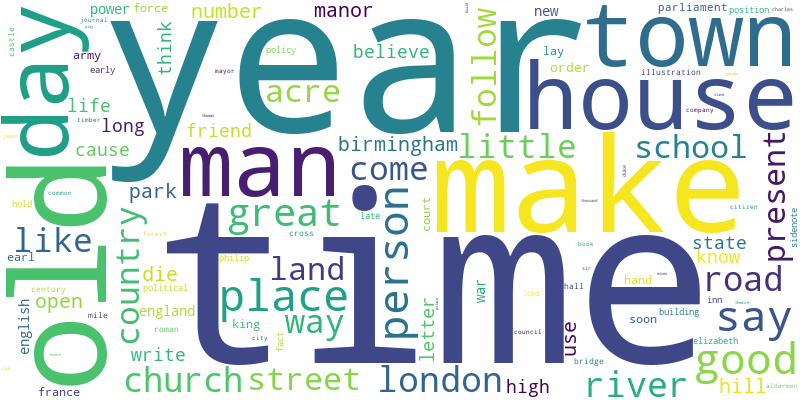 year
time
make
man
old
day
house
town
place
great
person
good
say
road
school
river
london
church
street
country
come
like
way
land
present
little
follow
acre
birmingham
state
high
hill
use
know
letter
open
write
park
long
cause
life
friend
believe
number
manor
think
die
england
english
france
king
power
force
army
early
journal
castle
policy
mayor
timber
thomas
new
lay
order
parliament
position
charles
illustration
company
court
late
cross
philip
forest
political
roman
century
mile
earl
hold
common
city
fact
war
soon
building
inn
elizabeth
bridge
hall
hand
lord
council
book
sir
duke
citizen
thousand
sidenote
aldermen
theatre